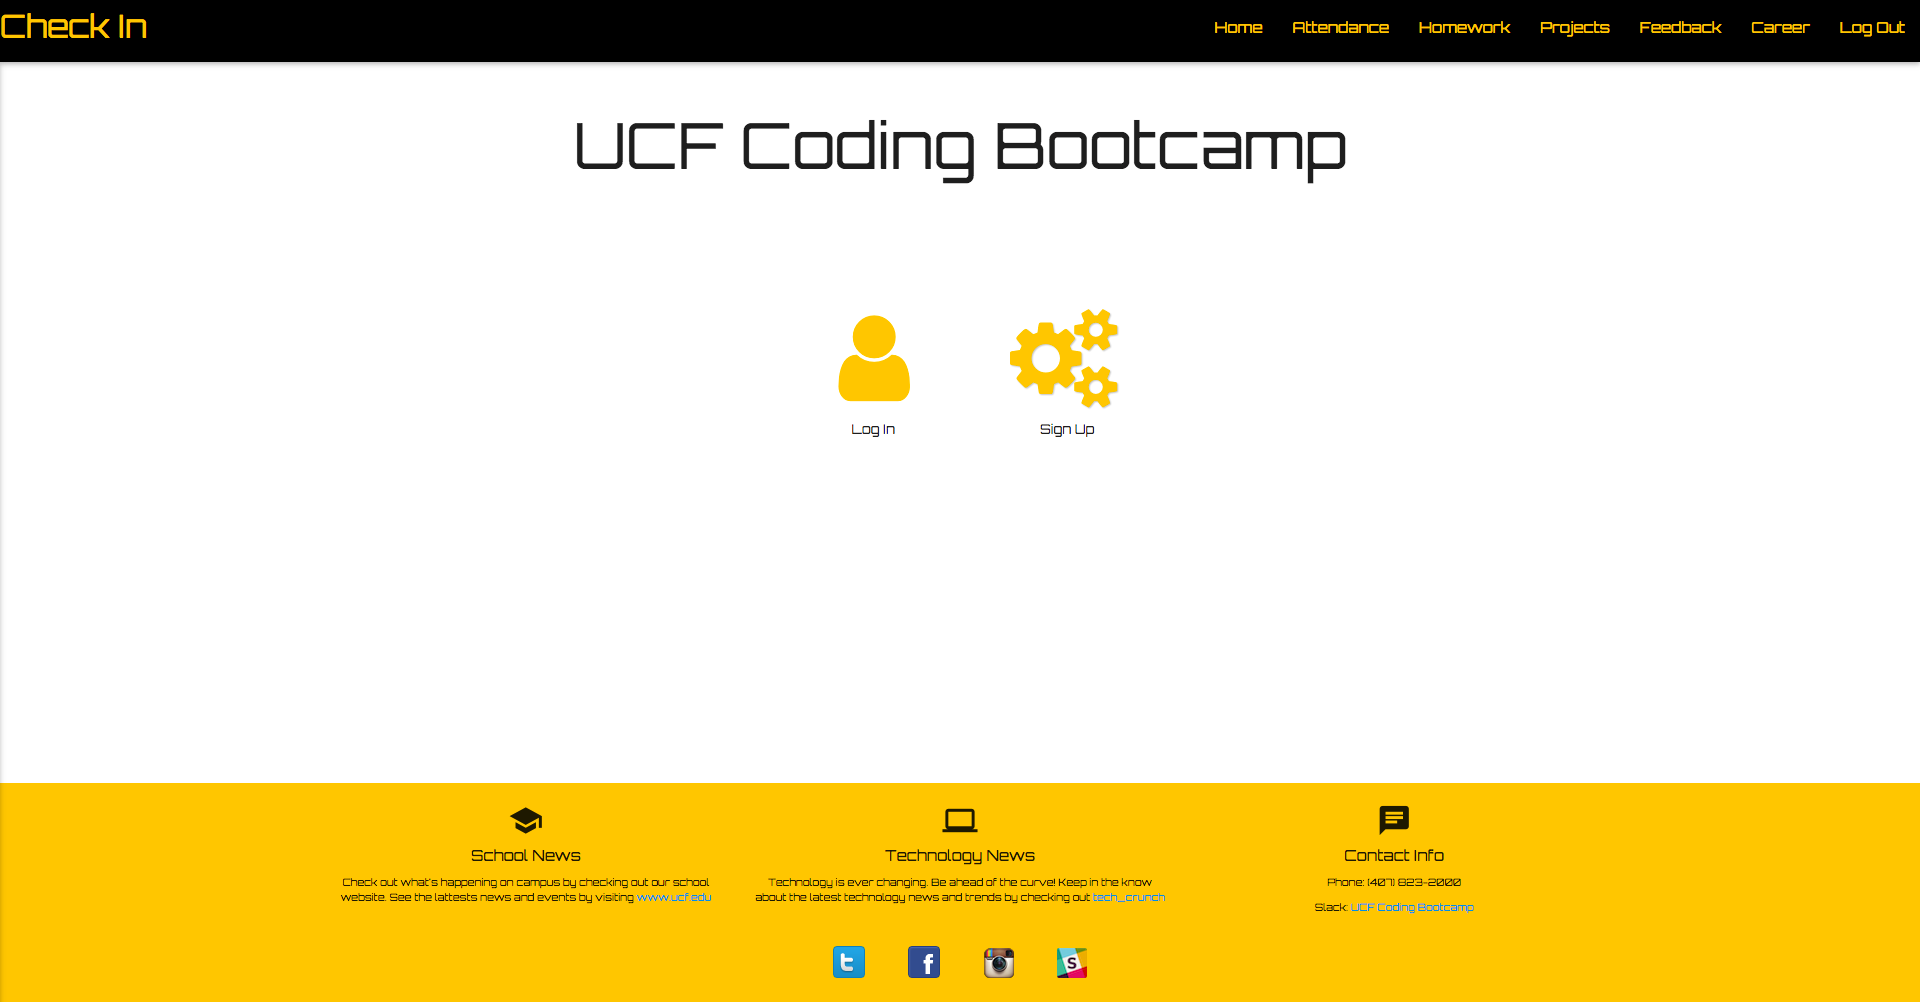 Check In
Home Attendance Homework Projects Feedback Career Log Out
UCF Coding Bootcamp
Log In
Sign Up
School News
Check out what's happening on campus by checking out our school
website. See the lattests news and events by visiting www.ucf.edu
Technology News
Technology is ever changing. Be ahead of the curve! Keep in the know
about the latest technology news and trends by checking out tech_crunch
Contact Info
Phone: (407) 823-2000
Slack: UCF Coding Bootcamp
t
f
S